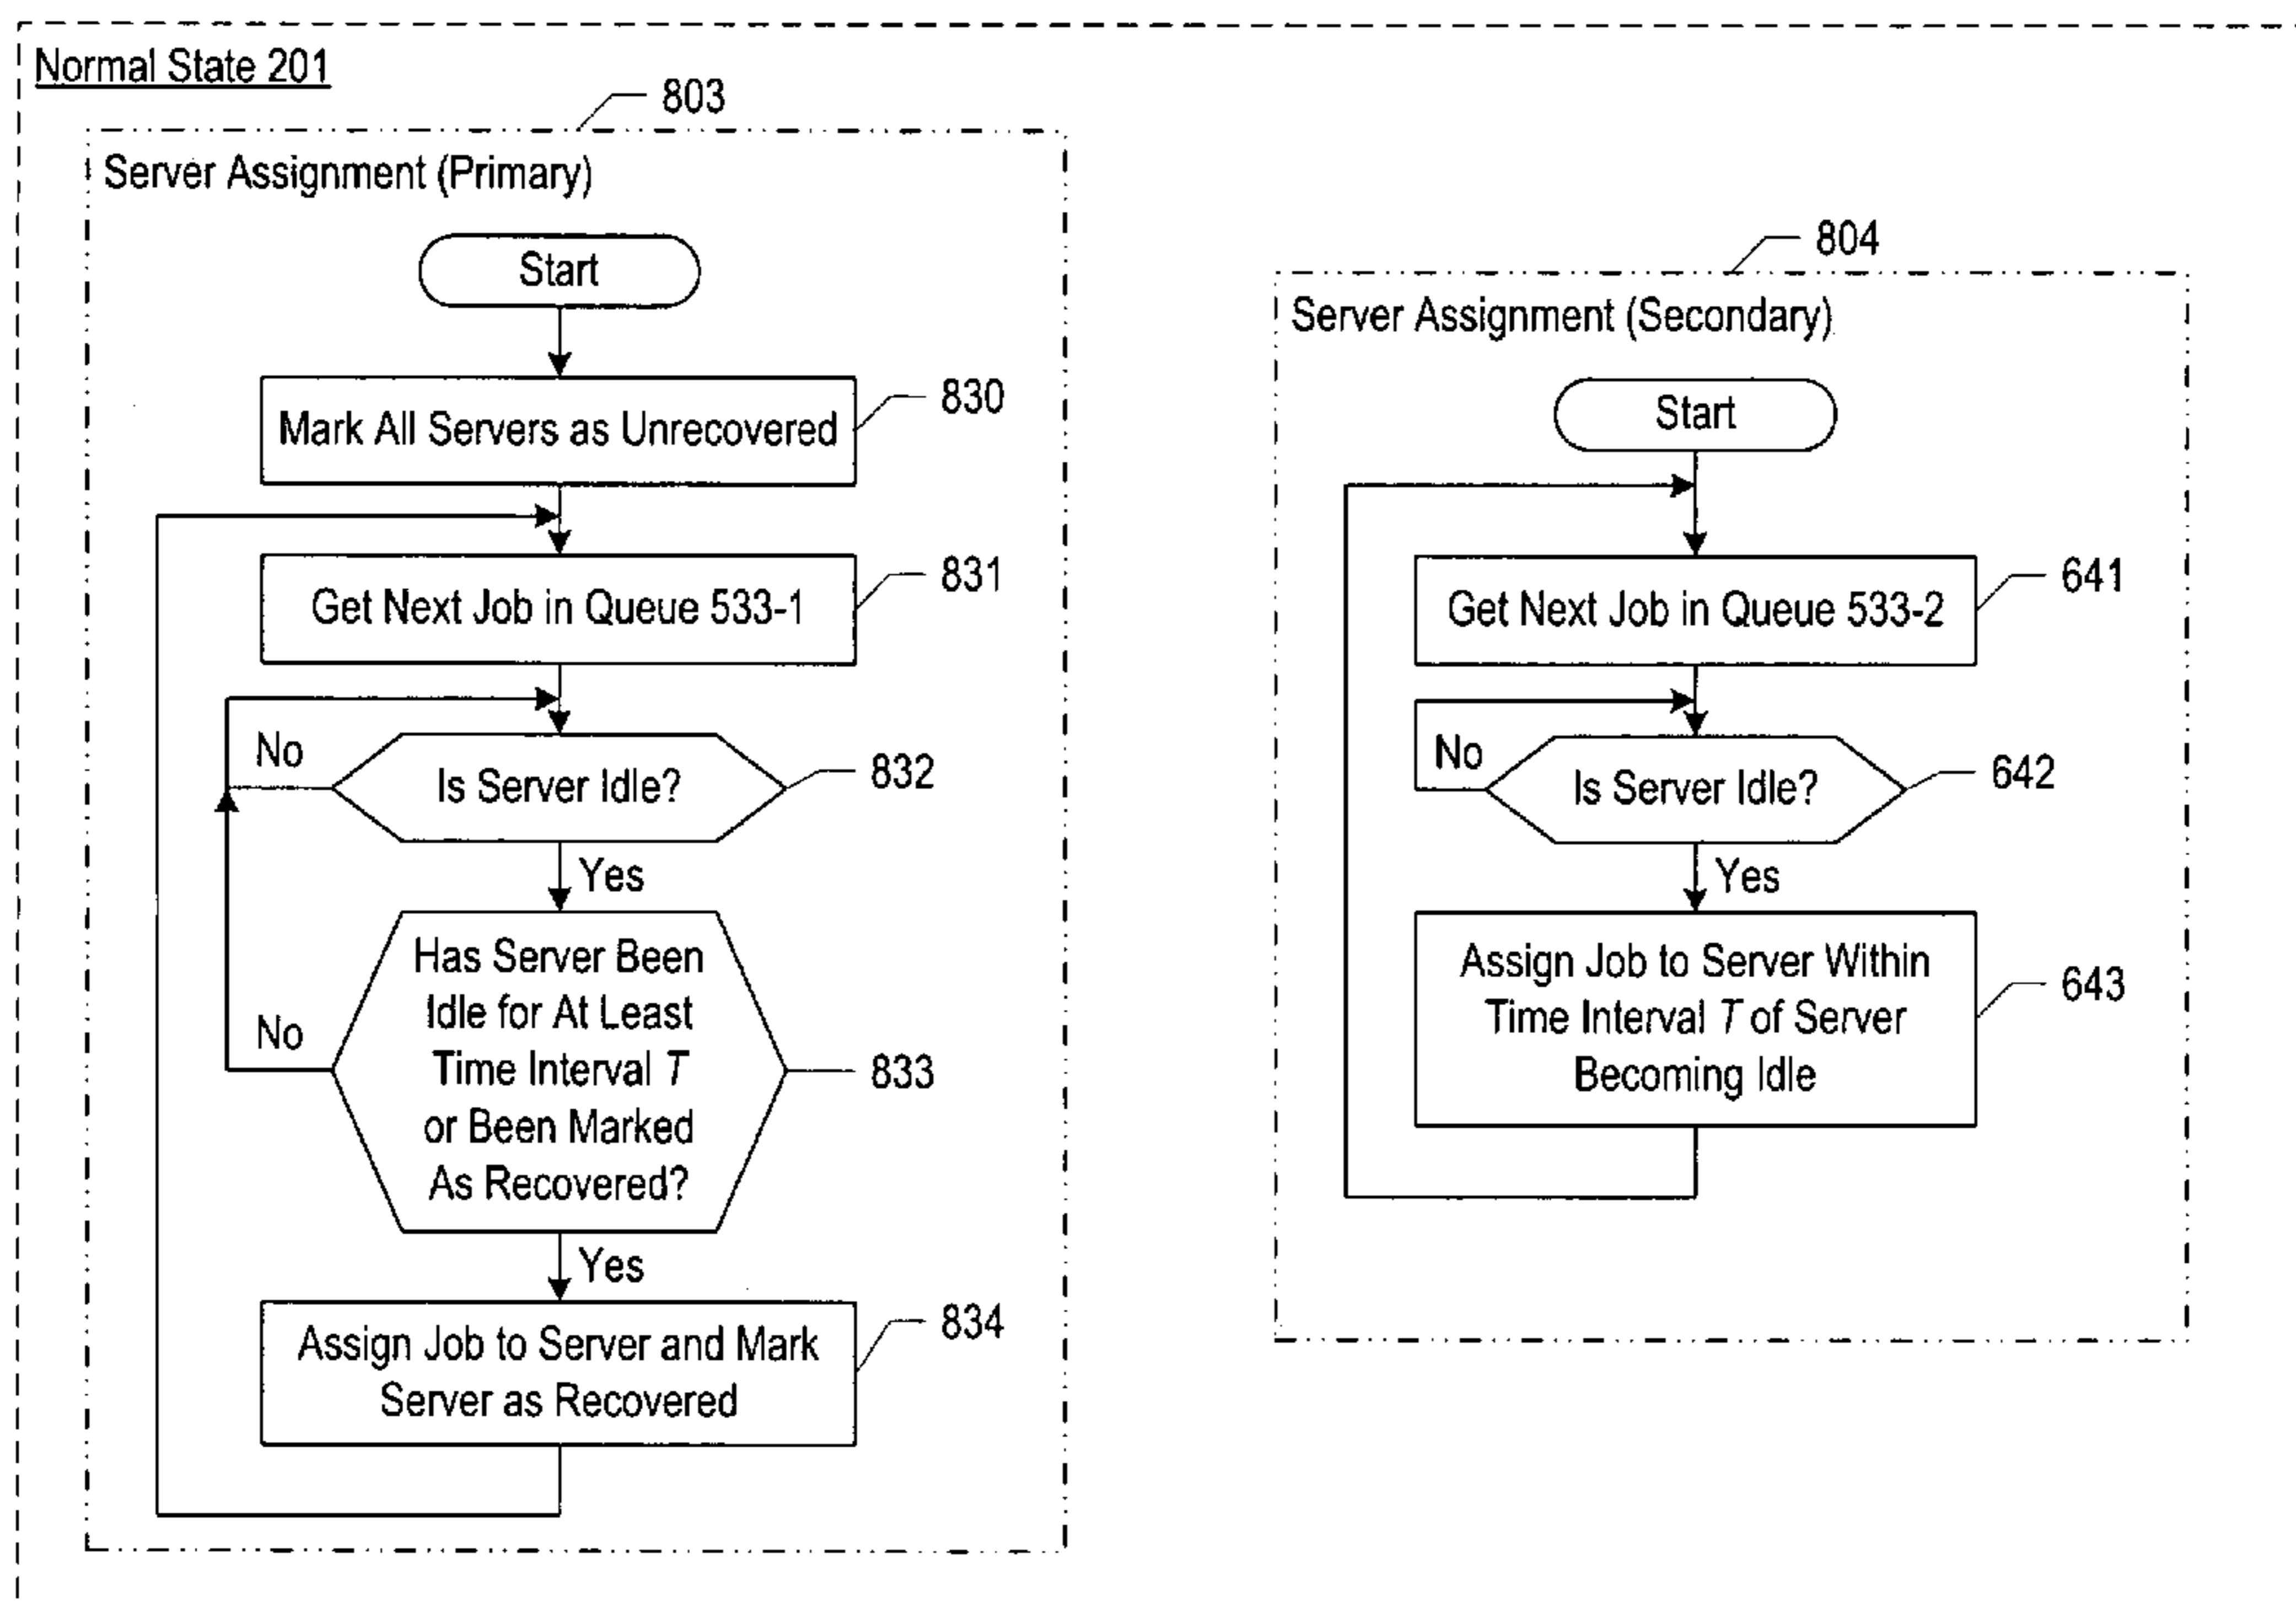 Normal State 201
803
Server Assignment (Primary)
Start
Mark All Servers as Unrecovered
830
Get Next Job in Queue 533-1
831
No
Is Server Idle?
832
Yes
Has Server Been
Idle for At Least
Time Interval T
or Been Marked
As Recovered?
No
833
Yes
Assign Job to Server and Mark
Server as Recovered
834
804
Server Assignment (Secondary)
Start
Get Next Job in Queue 533-2
641
No
Is Server Idle?
642
Yes
Assign Job to Server Within
Time Interval T of Server
Becoming Idle
643